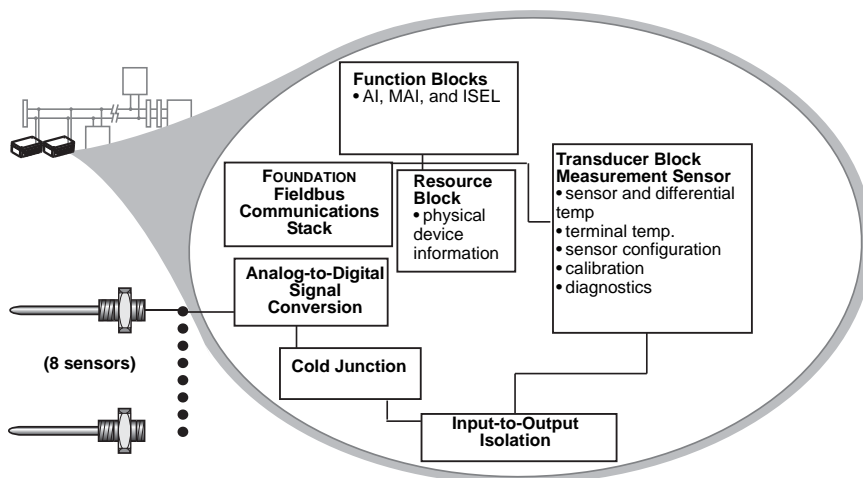 Function Blocks
• AI, MAI, and ISEL
FOUNDATION
Fieldbus
Communications
Stack
Resource
Block
• physical
device
information
Transducer Block
Measurement Sensor
• sensor and differential
temp
• terminal temp.
• sensor configuration
• calibration
• diagnostics
Analog-to-Digital
Signal
Conversion
(8 sensors)
Cold Junction
Input-to-Output
Isolation